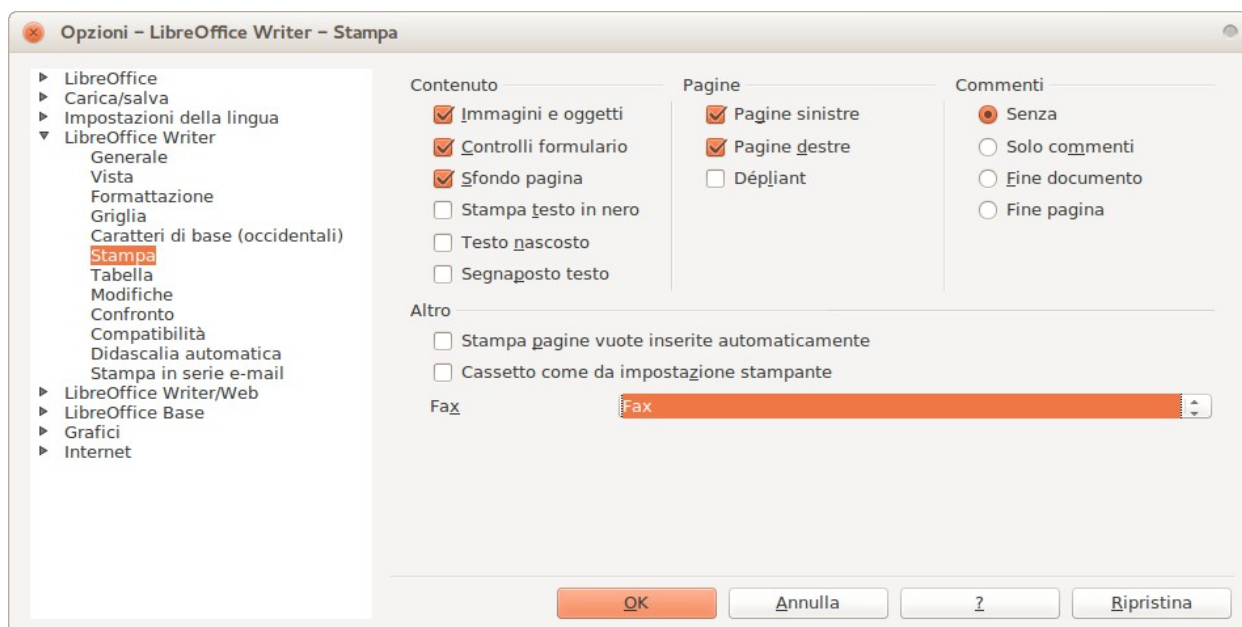 Opzioni – LibreOffice Writer – Stampa
LibreOffice
Carica/salva
Impostazioni della lingua
LibreOffice Writer
Generale
Vista
Formattazione
Griglia
Caratteri di base (occidentali)
Stampa
Tabella
Modifiche
Confronto
Compatibilità
Didascalia automatica
Stampa in serie e-mail
LibreOffice Writer/Web
LibreOffice Base
Grafici
Internet
Contenuto
Immagini e oggetti
Controlli formulario
Sfondo pagina
Stampa testo in nero
Testo nascosto
Segnaposto testo
Pagine
Pagine sinistre
Pagine destre
Dépliant
Commenti
Senza
Solo commenti
Fine documento
Fine pagina
Altro
Stampa pagine vuote inserite automaticamente
Cassetto come da impostazione stampante
Fax Fax
OK Annulla ? Ripristina